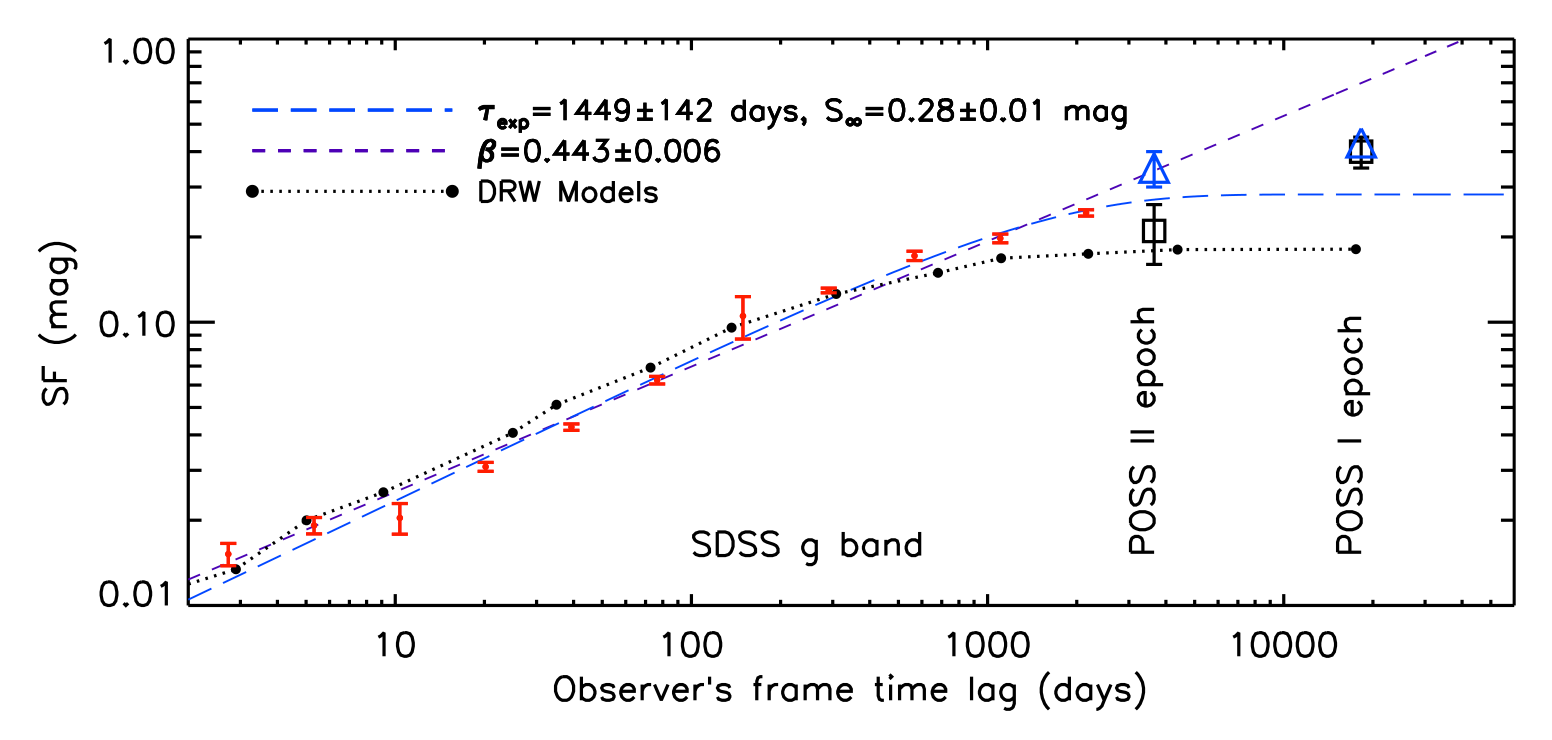 1.00
0.10
0.01
SF (mag)
τexp=1449±142 days, S∞=0.28±0.01 mag
β=0.443±0.006
DRW Models
SDSS g band
POSS II epoch
POSS I epoch
10 100 1000 10000
Observer's frame time lag (days)